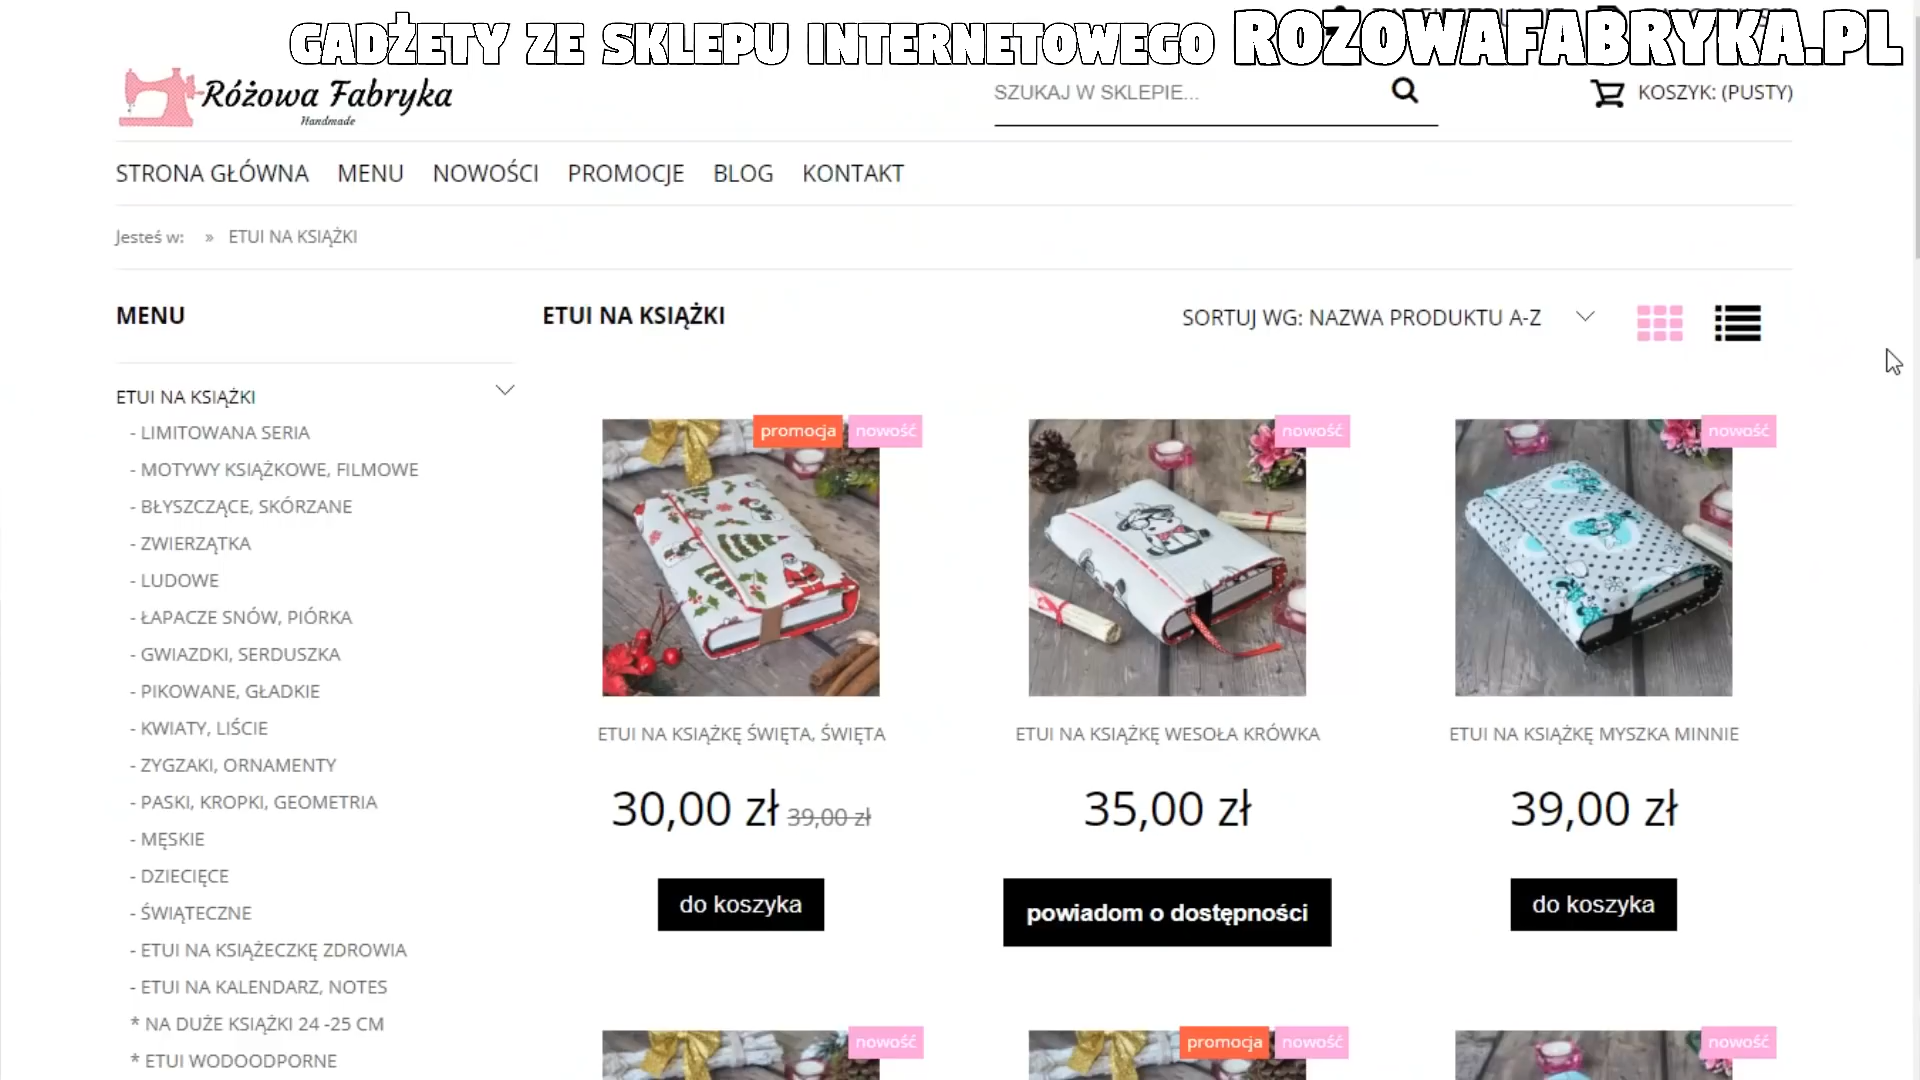 GADŻETY ZE SKLEPU INTERNETOWEGO ROZOWAFABRYKA.PL
Różowa Fabryka
Handmade
SZUKAJ W SKLEPIE...
KOSZYK: (PUSTY)
STRONA GŁÓWNA MENU NOWOŚCI PROMOCJE BLOG KONTAKT
Jesteś w: » ETUI NA KSIĄŻKI
MENU
ETUI NA KSIĄŻKI
- LIMITOWANA SERIA
- MOTYWY KSIĄŻKOWE, FILMOWE
- BŁYSZCZĄCE, SKÓRZANE
- ZWIERZĄTKA
- LUDOWE
- ŁAPACZE SNÓW, PIÓRKA
- GWIAZDKI, SERDUSZKA
- PIKOWANE, GŁADKIE
- KWIATY, LIŚCIE
- ZYGZAKI, ORNAMENTY
- PASKI, KROPKI, GEOMETRIA
- MĘSKIE
- DZIECIĘCE
- ŚWIĄTECZNE
- ETUI NA KSIĄŻECZKĘ ZDROWIA
- ETUI NA KALENDARZ, NOTES
* NA DUŻE KSIĄŻKI 24 -25 CM
* ETUI WODOODPORNE
ETUI NA KSIĄŻKI
SORTUJ WG: NAZWA PRODUKTU A-Z
promocja nowość
nowość
nowość
ETUI NA KSIĄŻKĘ ŚWIĘTA, ŚWIĘTA
ETUI NA KSIĄŻKĘ WESOŁA KRÓWKA
ETUI NA KSIĄŻKĘ MYSZKA MINNIE
30,00 zł 39,00 zł
35,00 zł
39,00 zł
do koszyka
powiadom o dostępności
do koszyka
nowość
promocja nowość
nowość